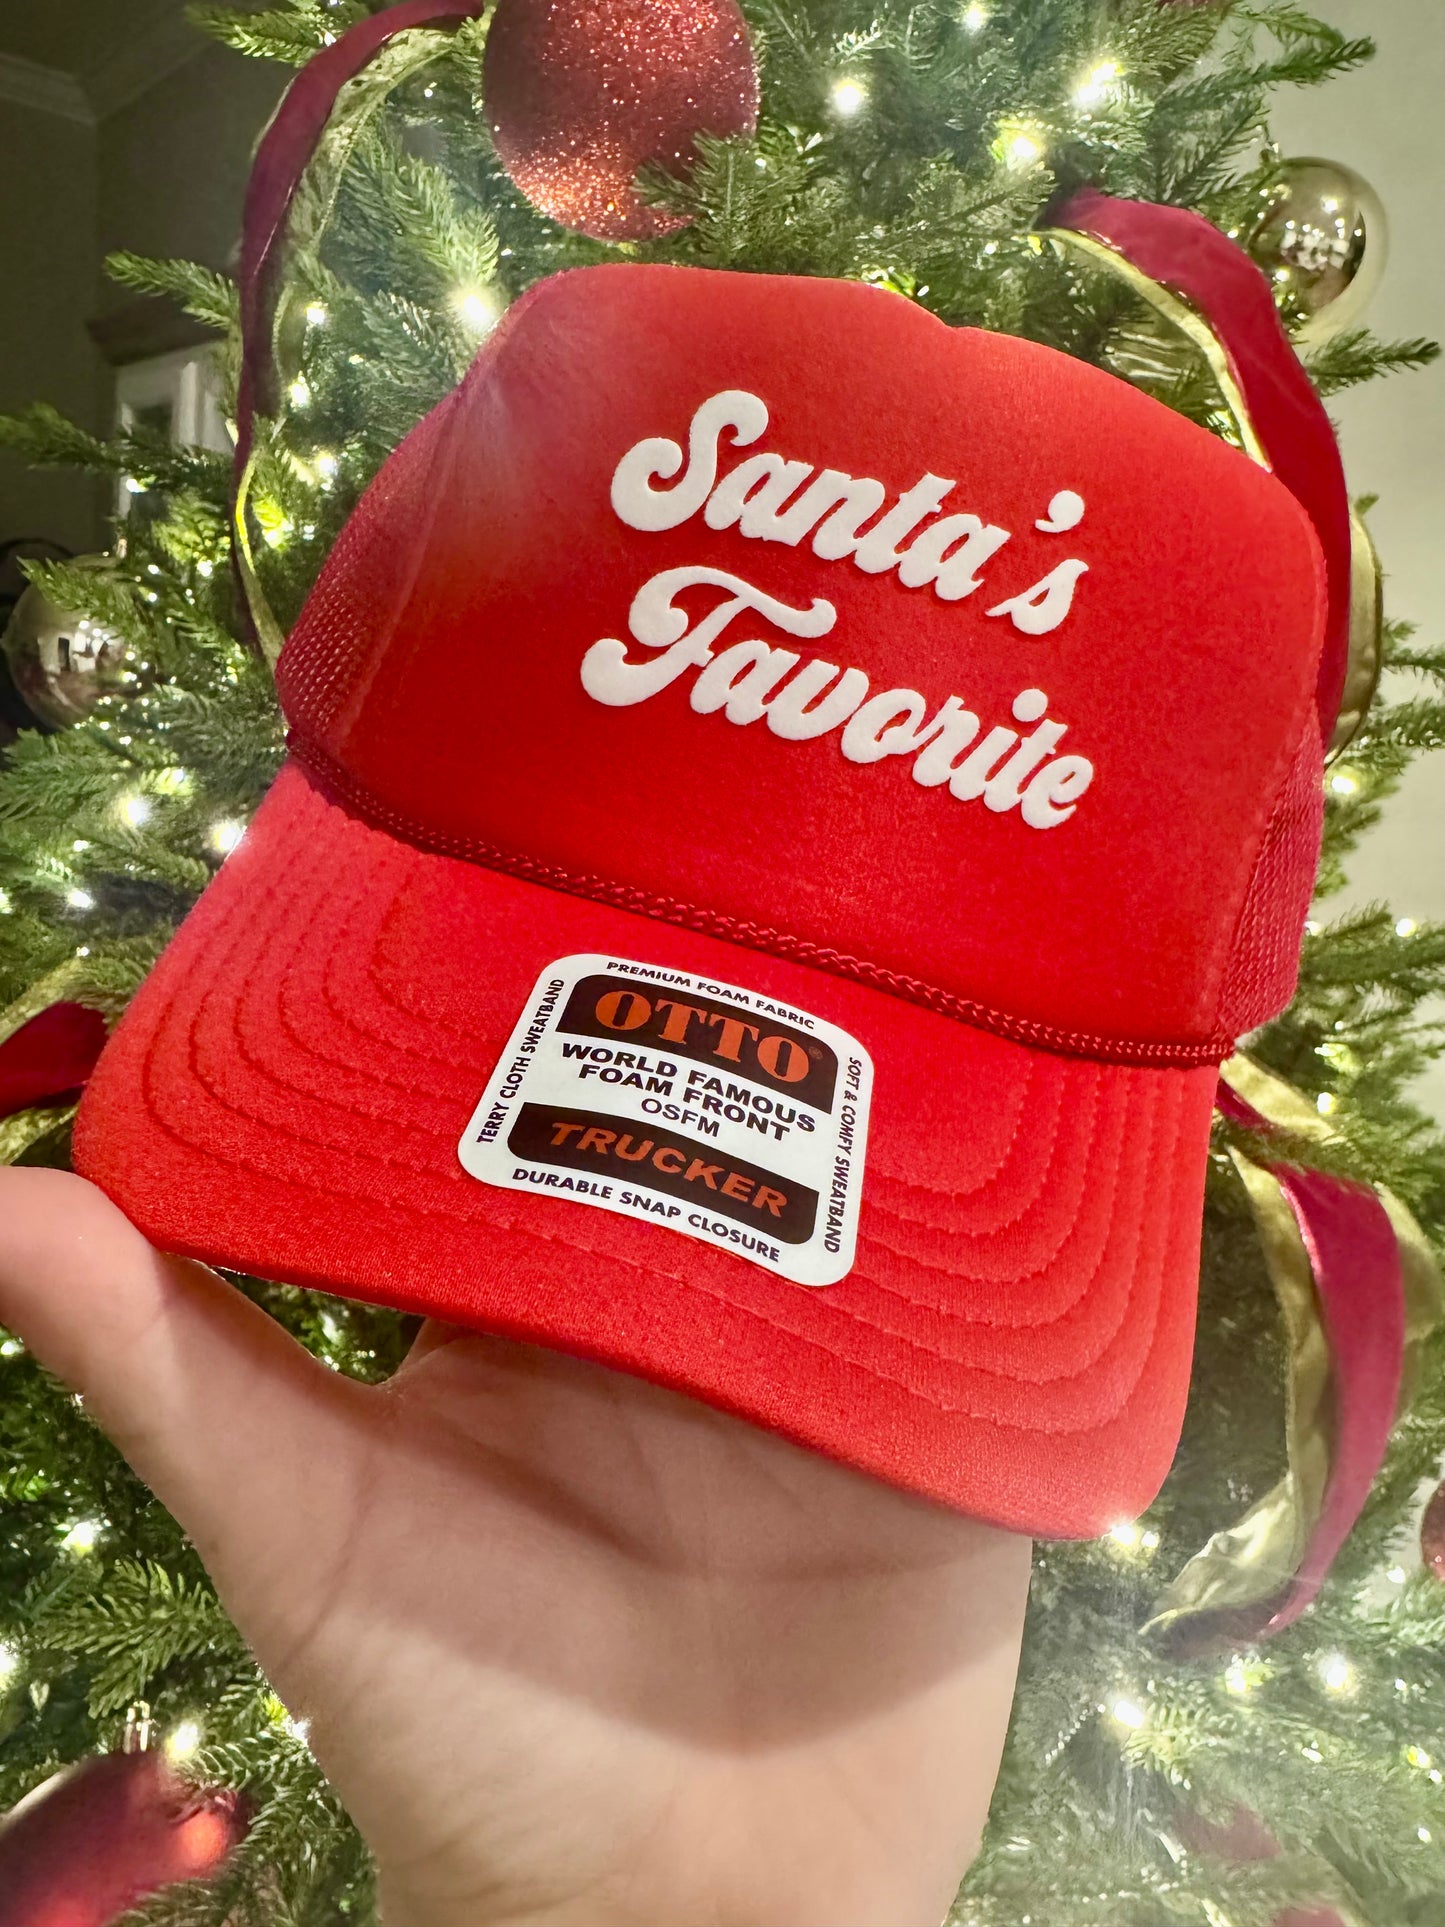 Santa's
Favorite
PREMIUM FOAM FABRIC
OTTO®
WORLD FAMOUS
FOAM FRONT
OSFM
TRUCKER
DURABLE SNAP CLOSURE
TERRY CLOTH SWEATBAND
SOFT & COMFY SWEATBAND